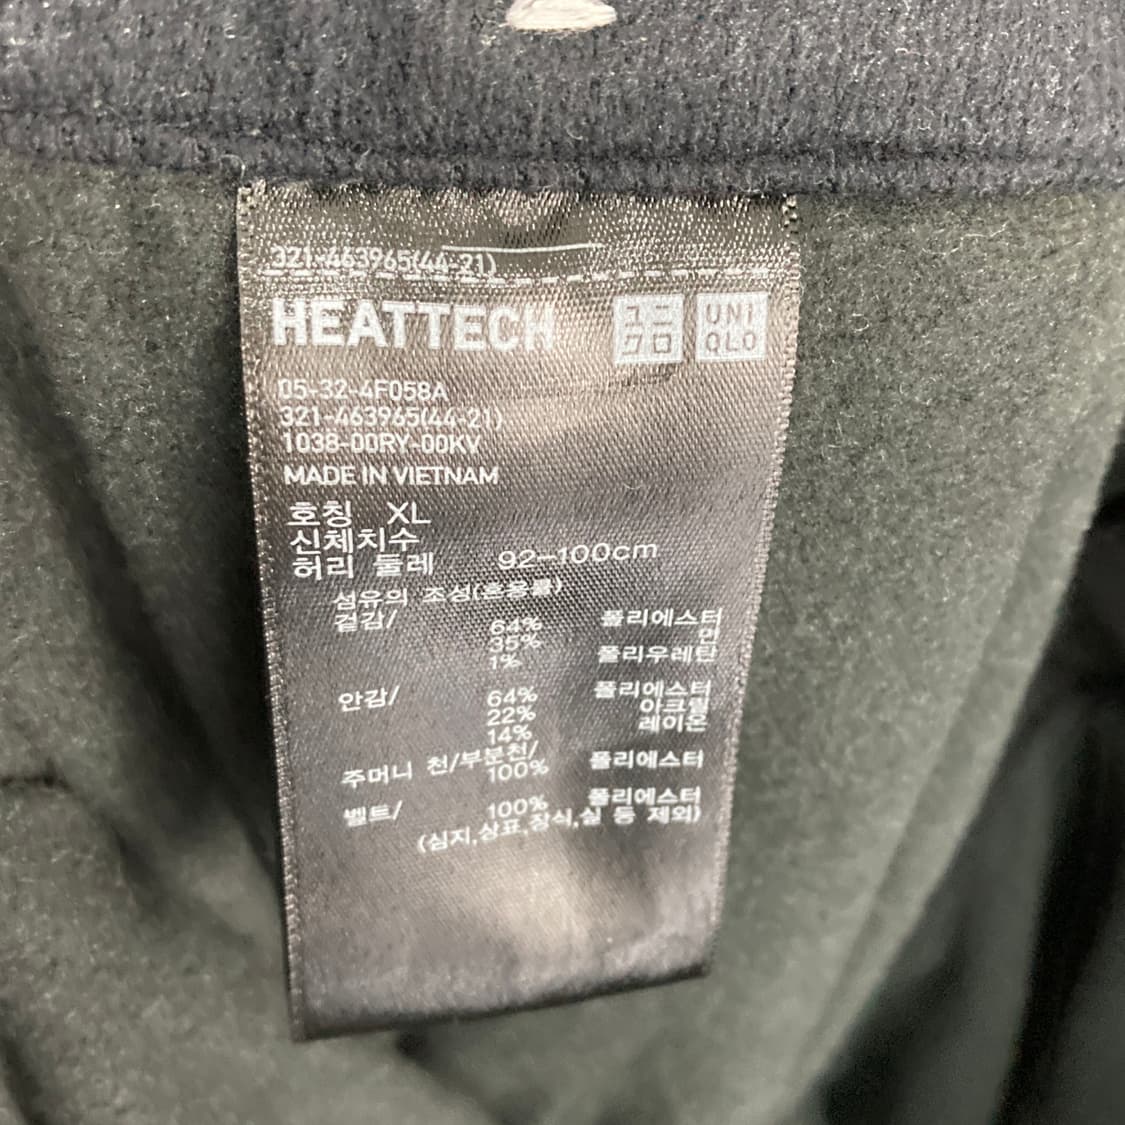 321-463965(44-21)
HEATTECH ユニクロ UNIQLO
05-32-4F058A
321-463965(44-21)
1038-00RY-00KV
MADE IN VIETNAM
호칭 XL
신체치수
허리 둘레 92-100cm
섬유의 조성(혼용률)
겉감/ 64% 폴리에스터
35% 면
1% 폴리우레탄
안감/ 64% 폴리에스터
22% 아크릴
14% 레이온
주머니 천/부분천/
100% 폴리에스터
벨트/ 100% 폴리에스터
(심지,상표,장식,실 등 제외)